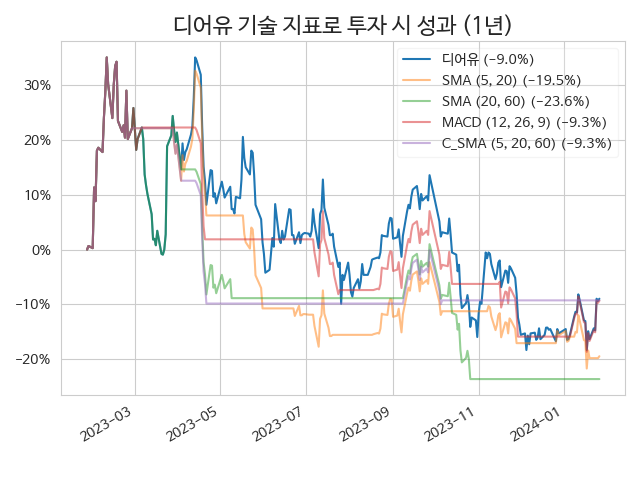 디어유 기술 지표로 투자 시 성과 (1년)
디어유 (−9.0%)
SMA (5, 20) (−19.5%)
SMA (20, 60) (−23.6%)
MACD (12, 26, 9) (−9.3%)
C_SMA (5, 20, 60) (−9.3%)
30%
20%
10%
0%
−10%
−20%
2023−03
2023−05
2023−07
2023−09
2023−11
2024−01